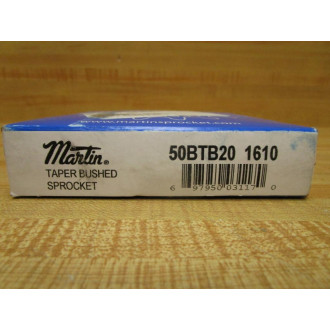 www.martinsprocket.com
Martin®
TAPER BUSHED
SPROCKET
50BTB20 1610
6 97950 03117 0